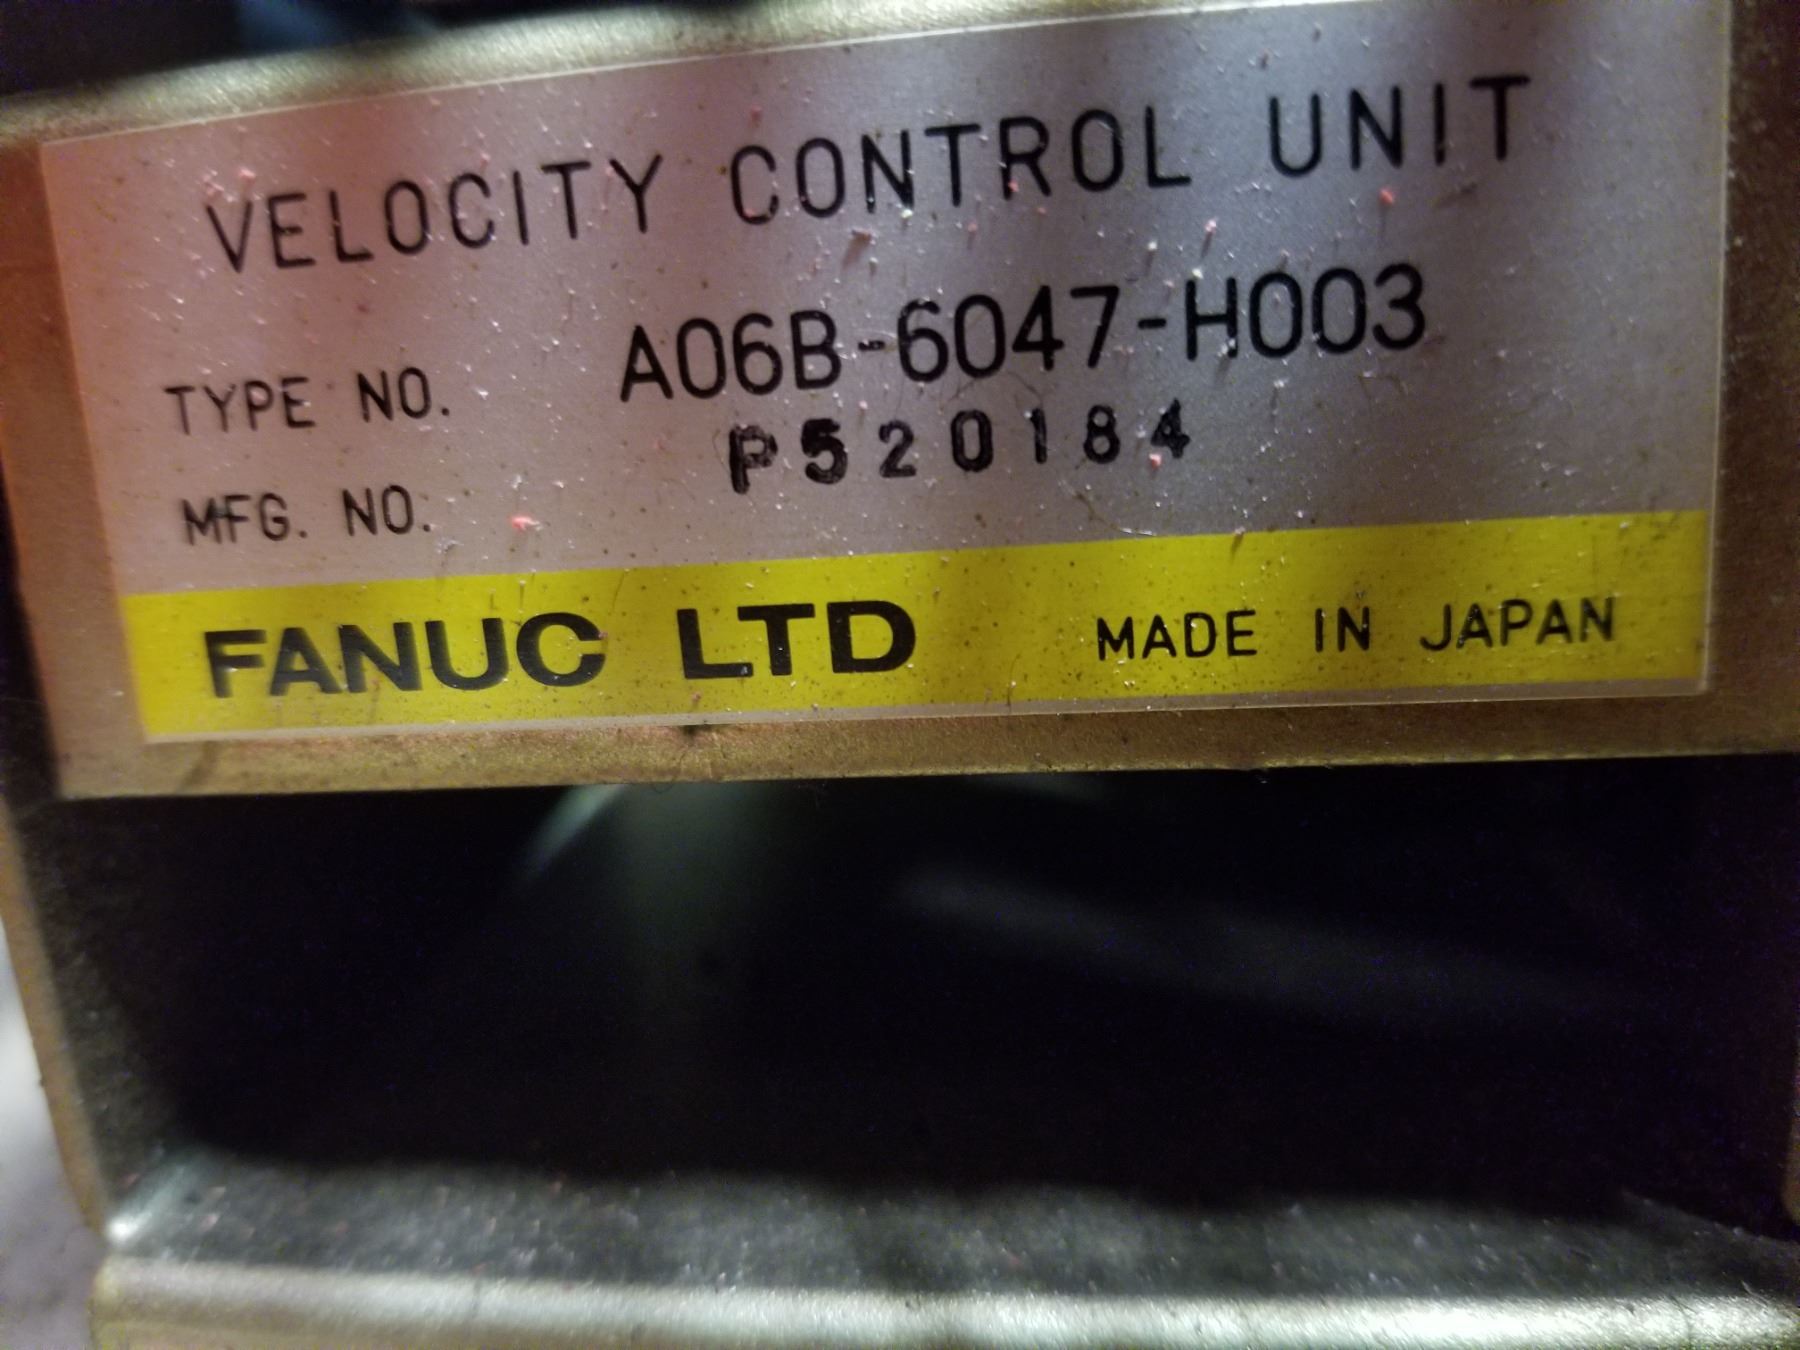 VELOCITY CONTROL UNIT
TYPE NO. A06B-6047-H003
MFG. NO. P520184
FANUC LTD MADE IN JAPAN